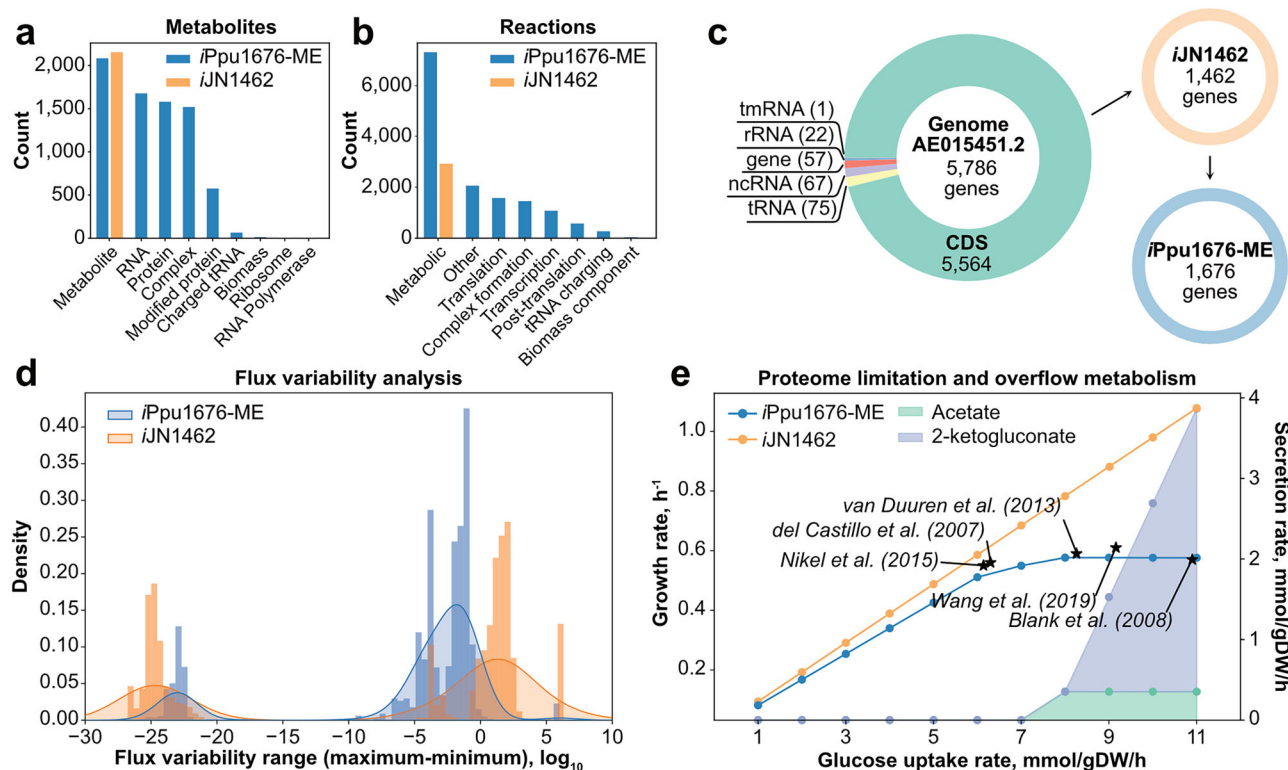 a
Metabolites
Count
2,000
1,500
1,000
500
0
iPpu1676-ME
iJN1462
Metabolite
RNA
Protein
Complex
Modified protein
Charged tRNA
Biomass
Ribosome
RNA Polymerase
b
Reactions
Count
6,000
4,000
2,000
0
iPpu1676-ME
iJN1462
Metabolic
Other
Translation
Complex formation
Transcription
Post-translation
tRNA charging
Biomass component
c
tmRNA (1)
rRNA (22)
gene (57)
ncRNA (67)
tRNA (75)
Genome
AE015451.2
5,786
genes
CDS
5,564
iJN1462
1,462
genes
iPpu1676-ME
1,676
genes
d
Flux variability analysis
iPpu1676-ME
iJN1462
Density
0.40
0.35
0.30
0.25
0.20
0.15
0.10
0.05
0.00
−30
−25
−20
−15
−10
−5
0
5
10
Flux variability range (maximum-minimum), log₁₀
e
Proteome limitation and overflow metabolism
iPpu1676-ME
iJN1462
Acetate
2-ketogluconate
Growth rate, h⁻¹
1.0
0.8
0.6
0.4
0.2
van Duuren et al. (2013)
del Castillo et al. (2007)
Nikel et al. (2015)
Wang et al. (2019)
Blank et al. (2008)
4
3
2
1
0
Secretion rate, mmol/gDW/h
1
2
3
4
5
6
7
8
9
10
11
Glucose uptake rate, mmol/gDW/h